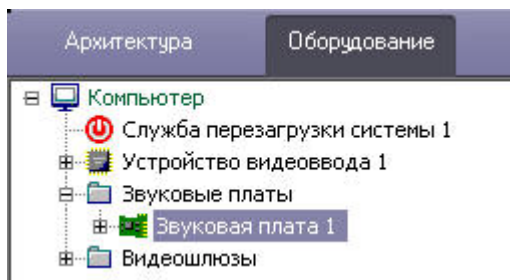 Архитектура Оборудование
Компьютер
Служба перезагрузки системы 1
Устройство видеоввода 1
Звуковые платы
Звуковая плата 1
Видеошлюзы